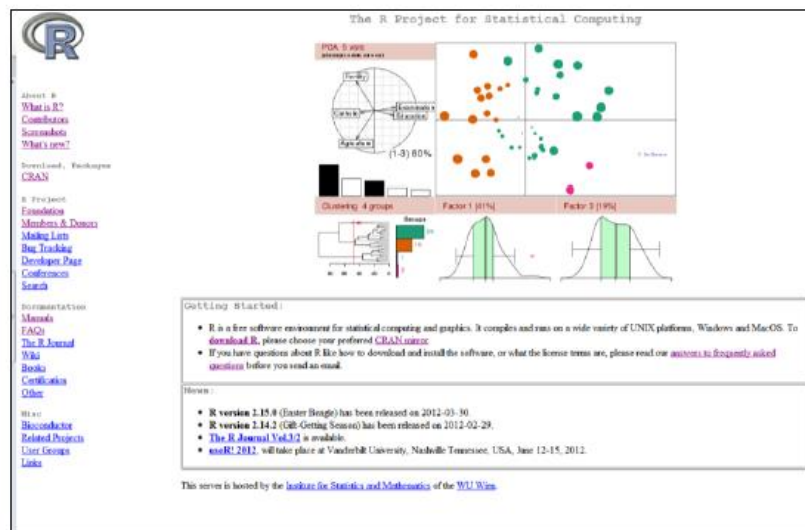 The R Project for Statistical Computing
R
PCA 5 vars
Fertility
Catholic
Examination
Education
Agriculture
(1-3) 60%
Clustering 4 groups
Groups
Factor 1 [41%]
Factor 3 [19%]
About R
What is R?
Contributors
Screenshots
What's new?
Download, Packages
CRAN
R Project
Foundation
Members & Donors
Mailing Lists
Bug Tracking
Developer Page
Conferences
Search
Documentation
Manuals
FAQs
The R Journal
Wiki
Books
Certification
Other
Misc
Bioconductor
Related Projects
User Groups
Links
Getting Started:
• R is a free software environment for statistical computing and graphics. It compiles and runs on a wide variety of UNIX platforms, Windows and MacOS. To
download R, please choose your preferred CRAN mirror.
• If you have questions about R like how to download and install the software, or what the license terms are, please read our answers to frequently asked
questions before you send an email.
News:
• R version 2.15.0 (Easter Beagle) has been released on 2012-03-30.
• R version 2.14.2 (Gift-Getting Season) has been released on 2012-02-29.
• The R Journal Vol.3/2 is available.
• useR! 2012, will take place at Vanderbilt University, Nashville Tennessee, USA, June 12-15, 2012.
This server is hosted by the Institute for Statistics and Mathematics of the WU Wien.